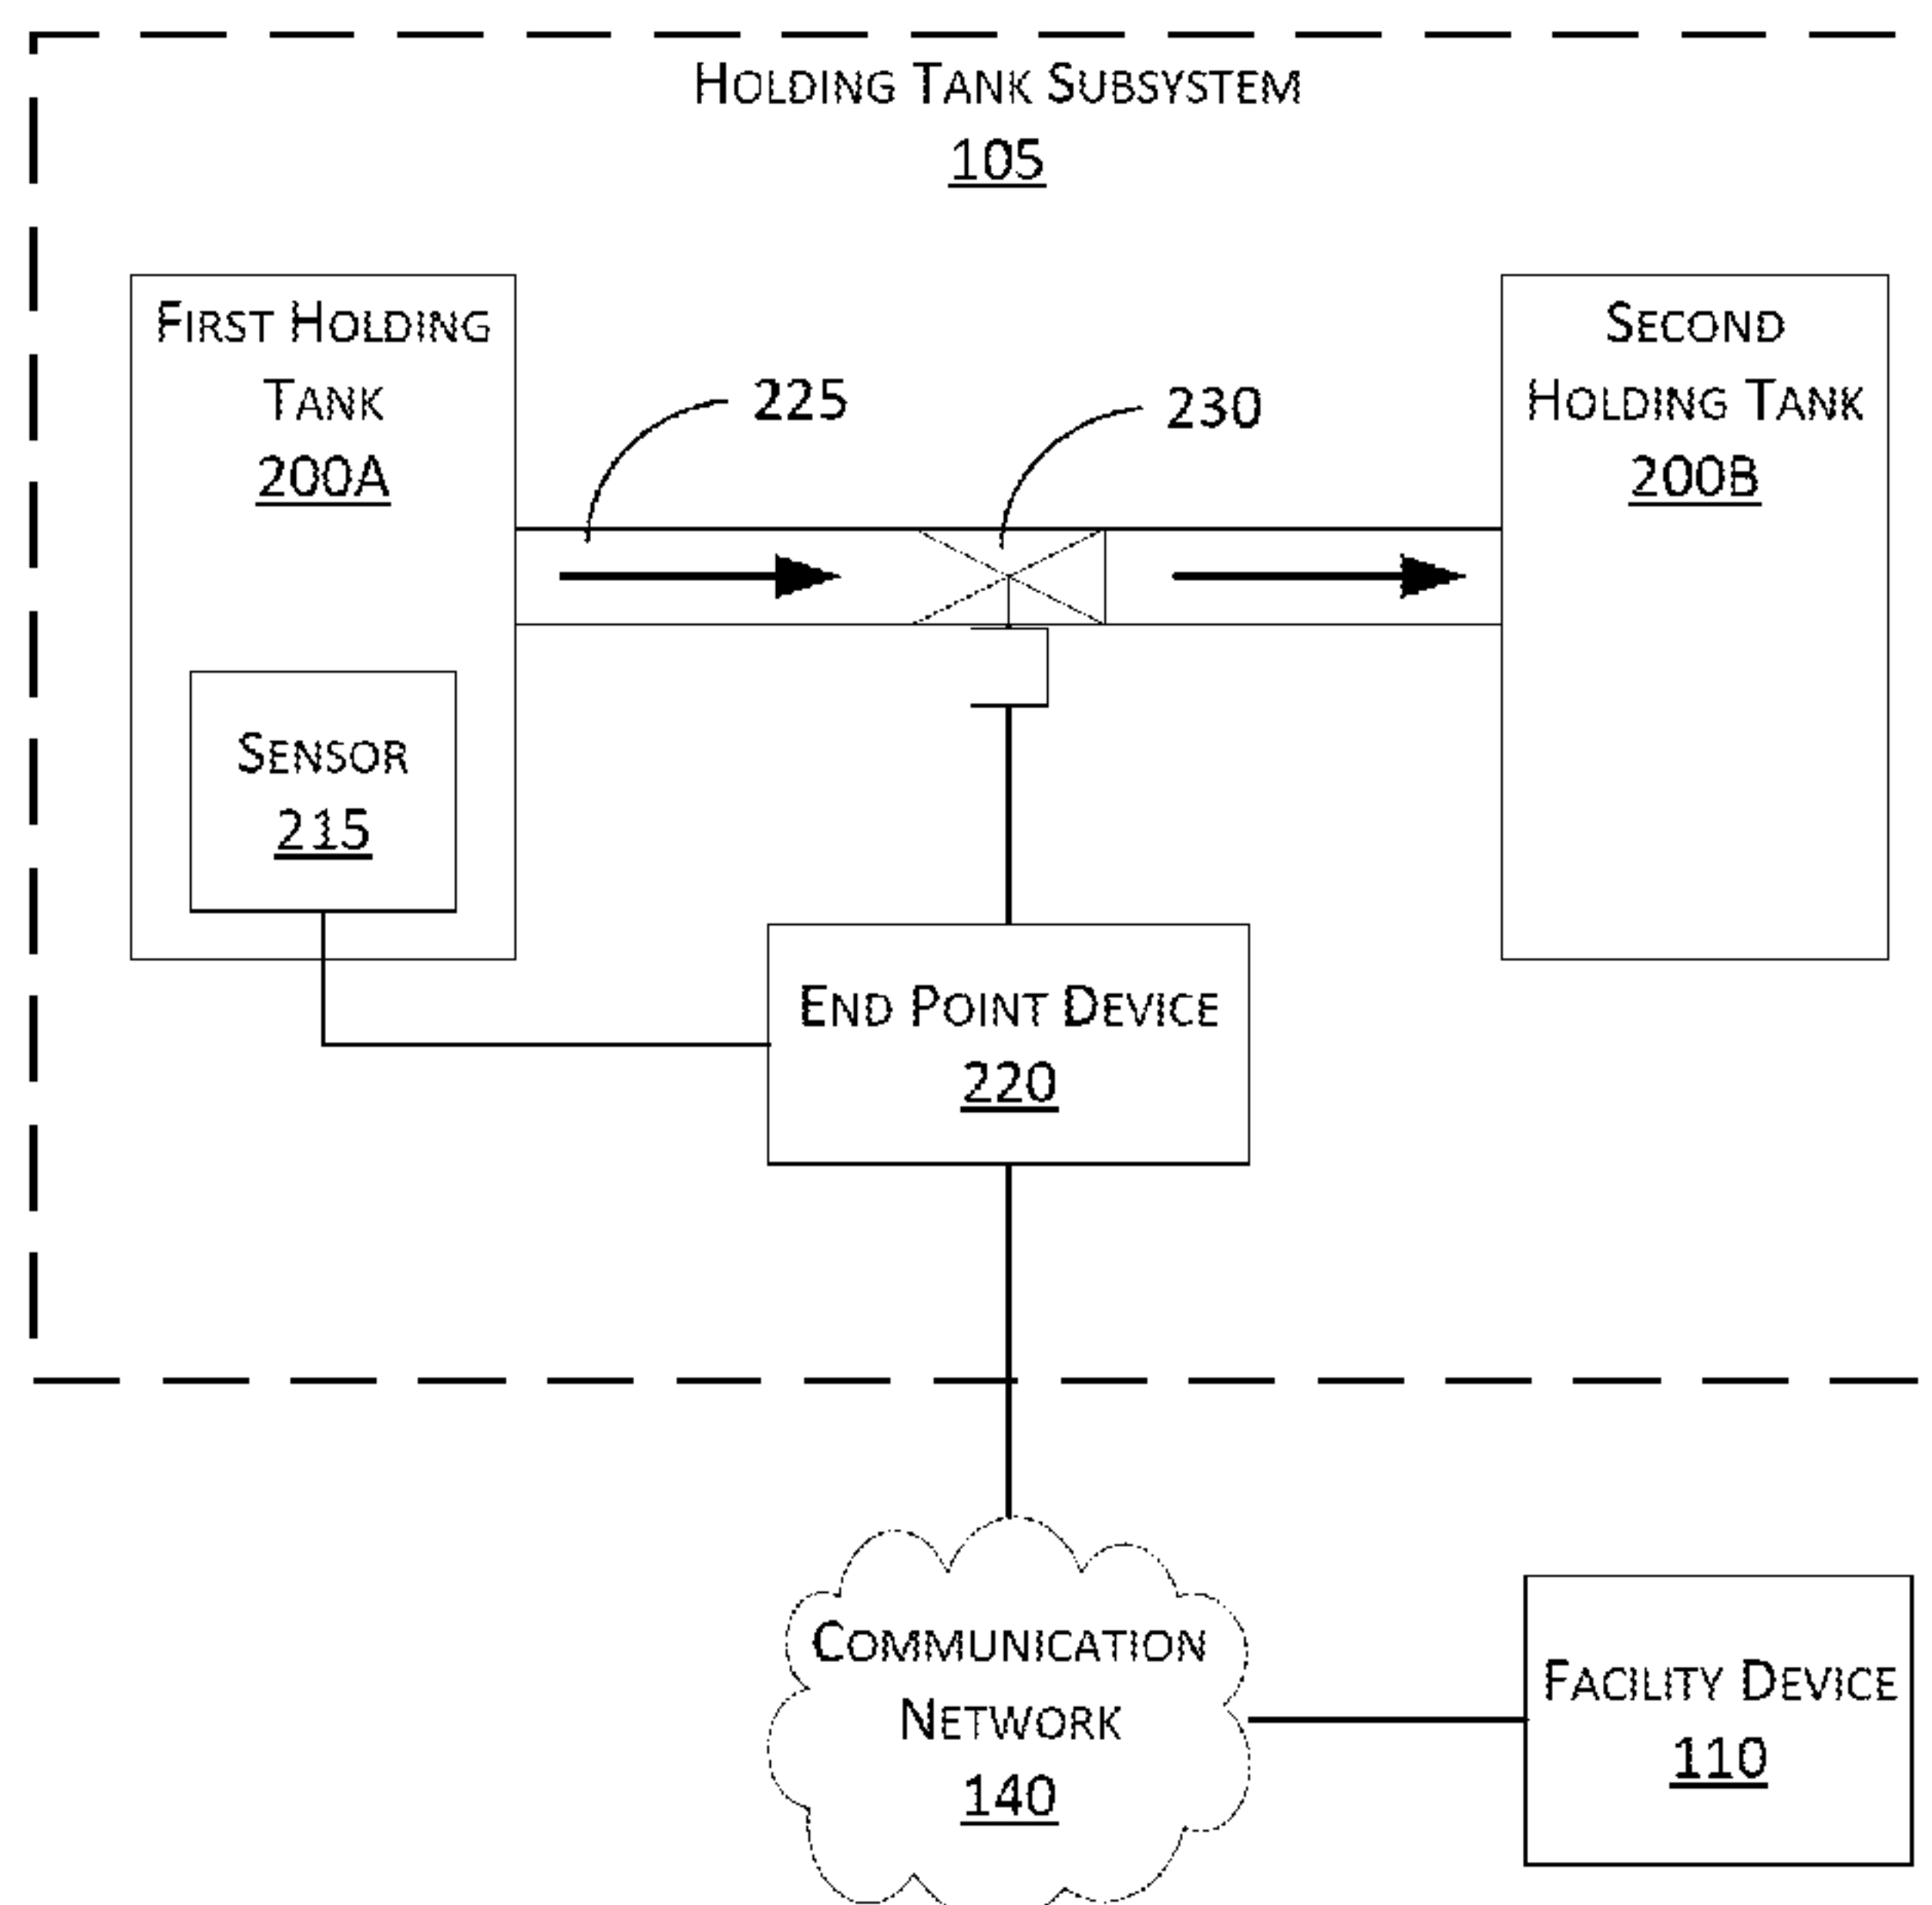 HOLDING TANK SUBSYSTEM
105
FIRST HOLDING
TANK
200A
225
230
SECOND
HOLDING TANK
200B
SENSOR
215
END POINT DEVICE
220
COMMUNICATION
NETWORK
140
FACILITY DEVICE
110